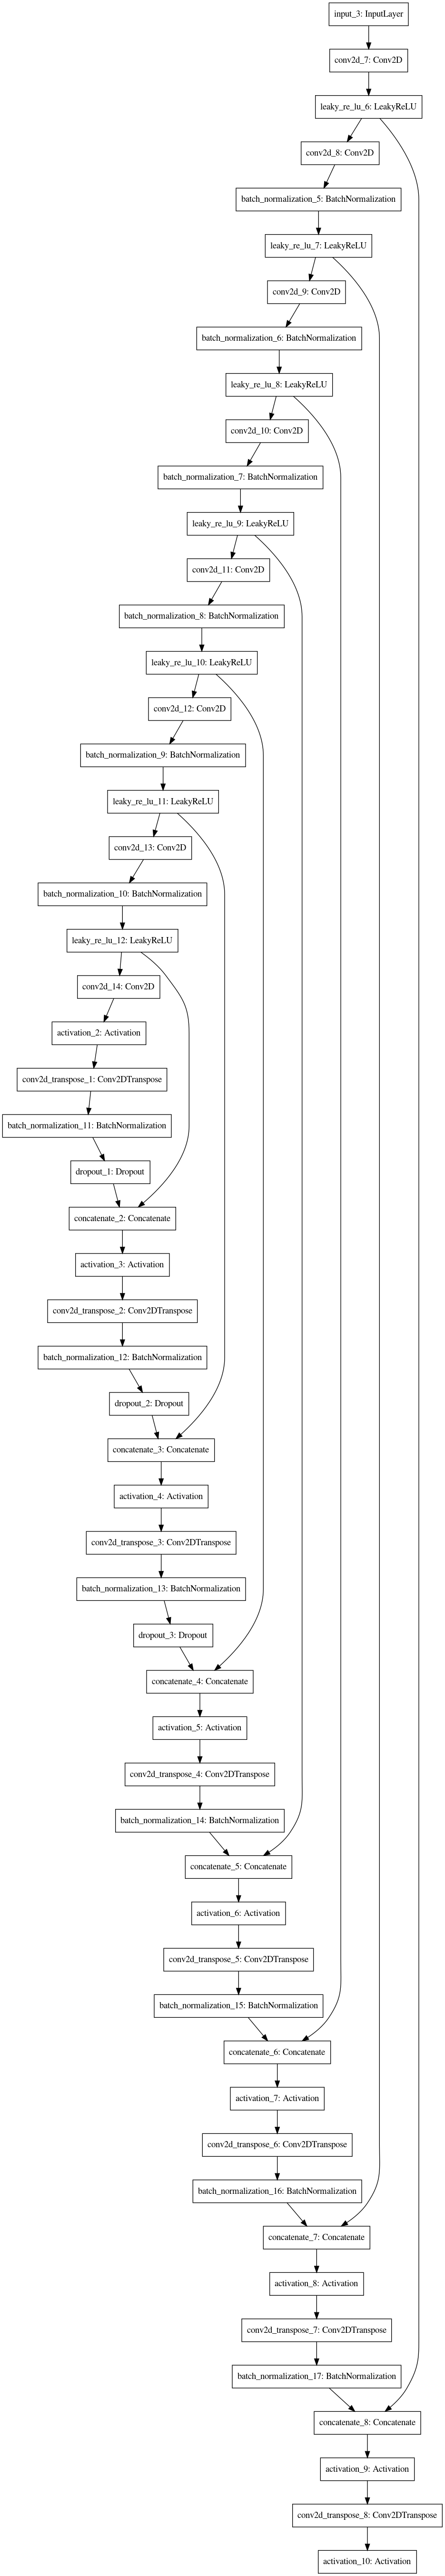 input_3: InputLayer
conv2d_7: Conv2D
leaky_re_lu_6: LeakyReLU
conv2d_8: Conv2D
batch_normalization_5: BatchNormalization
leaky_re_lu_7: LeakyReLU
conv2d_9: Conv2D
batch_normalization_6: BatchNormalization
leaky_re_lu_8: LeakyReLU
conv2d_10: Conv2D
batch_normalization_7: BatchNormalization
leaky_re_lu_9: LeakyReLU
conv2d_11: Conv2D
batch_normalization_8: BatchNormalization
leaky_re_lu_10: LeakyReLU
conv2d_12: Conv2D
batch_normalization_9: BatchNormalization
leaky_re_lu_11: LeakyReLU
conv2d_13: Conv2D
batch_normalization_10: BatchNormalization
leaky_re_lu_12: LeakyReLU
conv2d_14: Conv2D
activation_2: Activation
conv2d_transpose_1: Conv2DTranspose
batch_normalization_11: BatchNormalization
dropout_1: Dropout
concatenate_2: Concatenate
activation_3: Activation
conv2d_transpose_2: Conv2DTranspose
batch_normalization_12: BatchNormalization
dropout_2: Dropout
concatenate_3: Concatenate
activation_4: Activation
conv2d_transpose_3: Conv2DTranspose
batch_normalization_13: BatchNormalization
dropout_3: Dropout
concatenate_4: Concatenate
activation_5: Activation
conv2d_transpose_4: Conv2DTranspose
batch_normalization_14: BatchNormalization
concatenate_5: Concatenate
activation_6: Activation
conv2d_transpose_5: Conv2DTranspose
batch_normalization_15: BatchNormalization
concatenate_6: Concatenate
activation_7: Activation
conv2d_transpose_6: Conv2DTranspose
batch_normalization_16: BatchNormalization
concatenate_7: Concatenate
activation_8: Activation
conv2d_transpose_7: Conv2DTranspose
batch_normalization_17: BatchNormalization
concatenate_8: Concatenate
activation_9: Activation
conv2d_transpose_8: Conv2DTranspose
activation_10: Activation